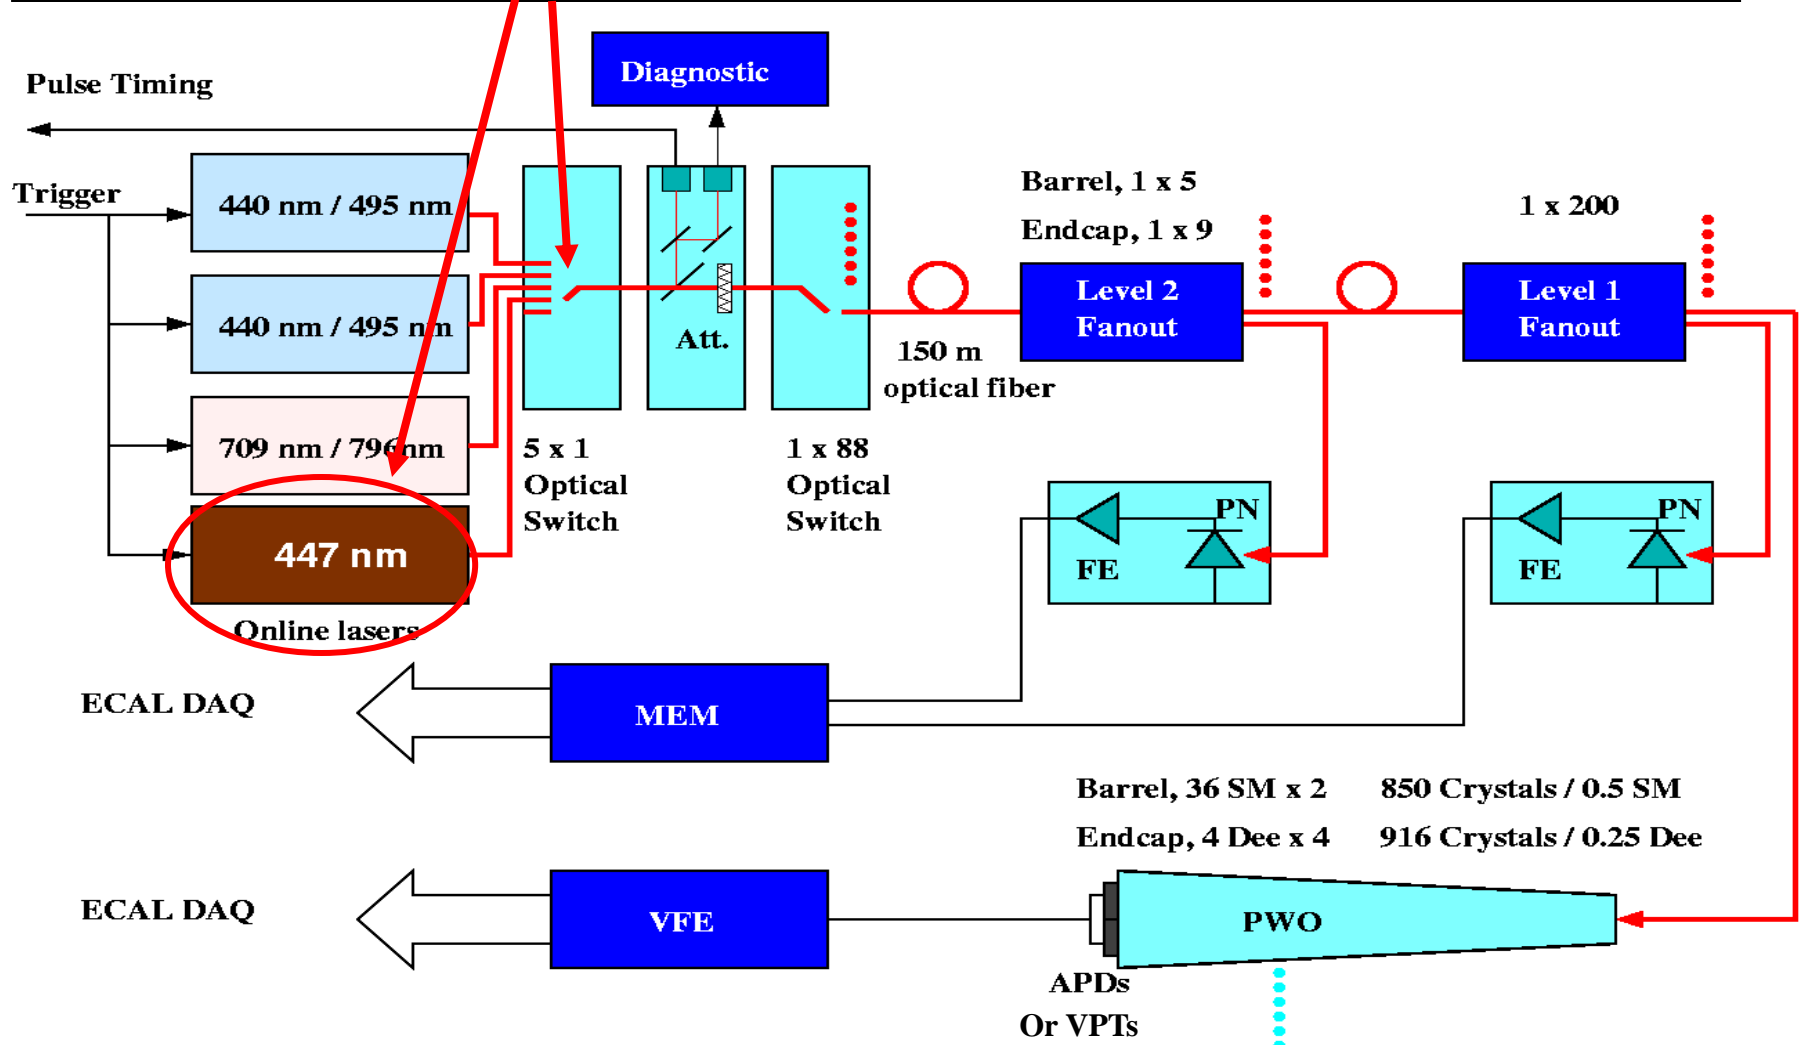 Diagnostic
Pulse Timing
Trigger
440 nm / 495 nm
440 nm / 495 nm
709 nm / 796nm
447 nm
Online lasers
5 x 1
Optical
Switch
Att.
1 x 88
Optical
Switch
150 m
optical fiber
Barrel, 1 x 5
Endcap, 1 x 9
Level 2
Fanout
1 x 200
Level 1
Fanout
PN
FE
PN
FE
ECAL DAQ
MEM
Barrel, 36 SM x 2
850 Crystals / 0.5 SM
Endcap, 4 Dee x 4
916 Crystals / 0.25 Dee
ECAL DAQ
VFE
PWO
APDs
Or VPTs